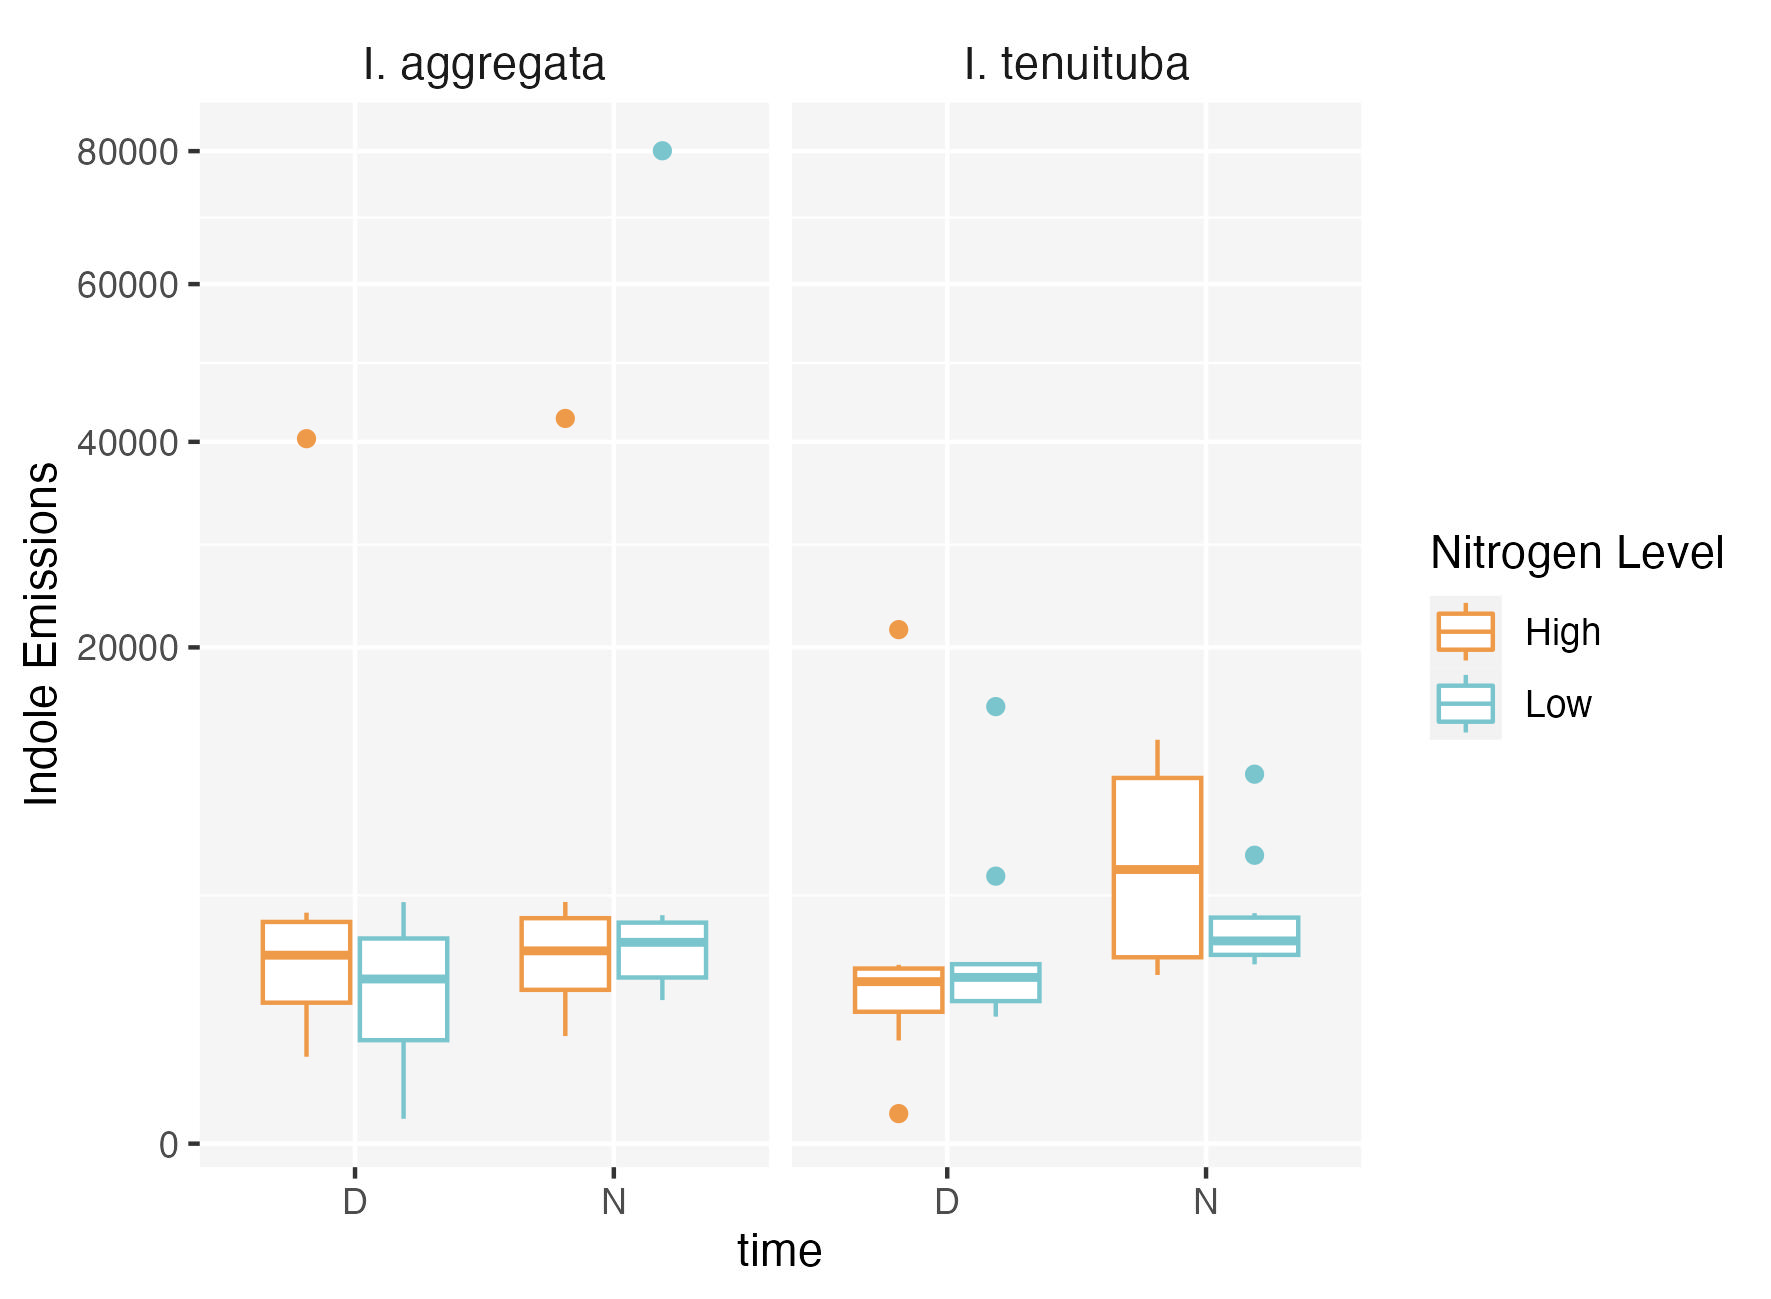 I. aggregata
I. tenuituba
80000
60000
40000
20000
0
Indole Emissions
D
N
D
N
time
Nitrogen Level
High
Low